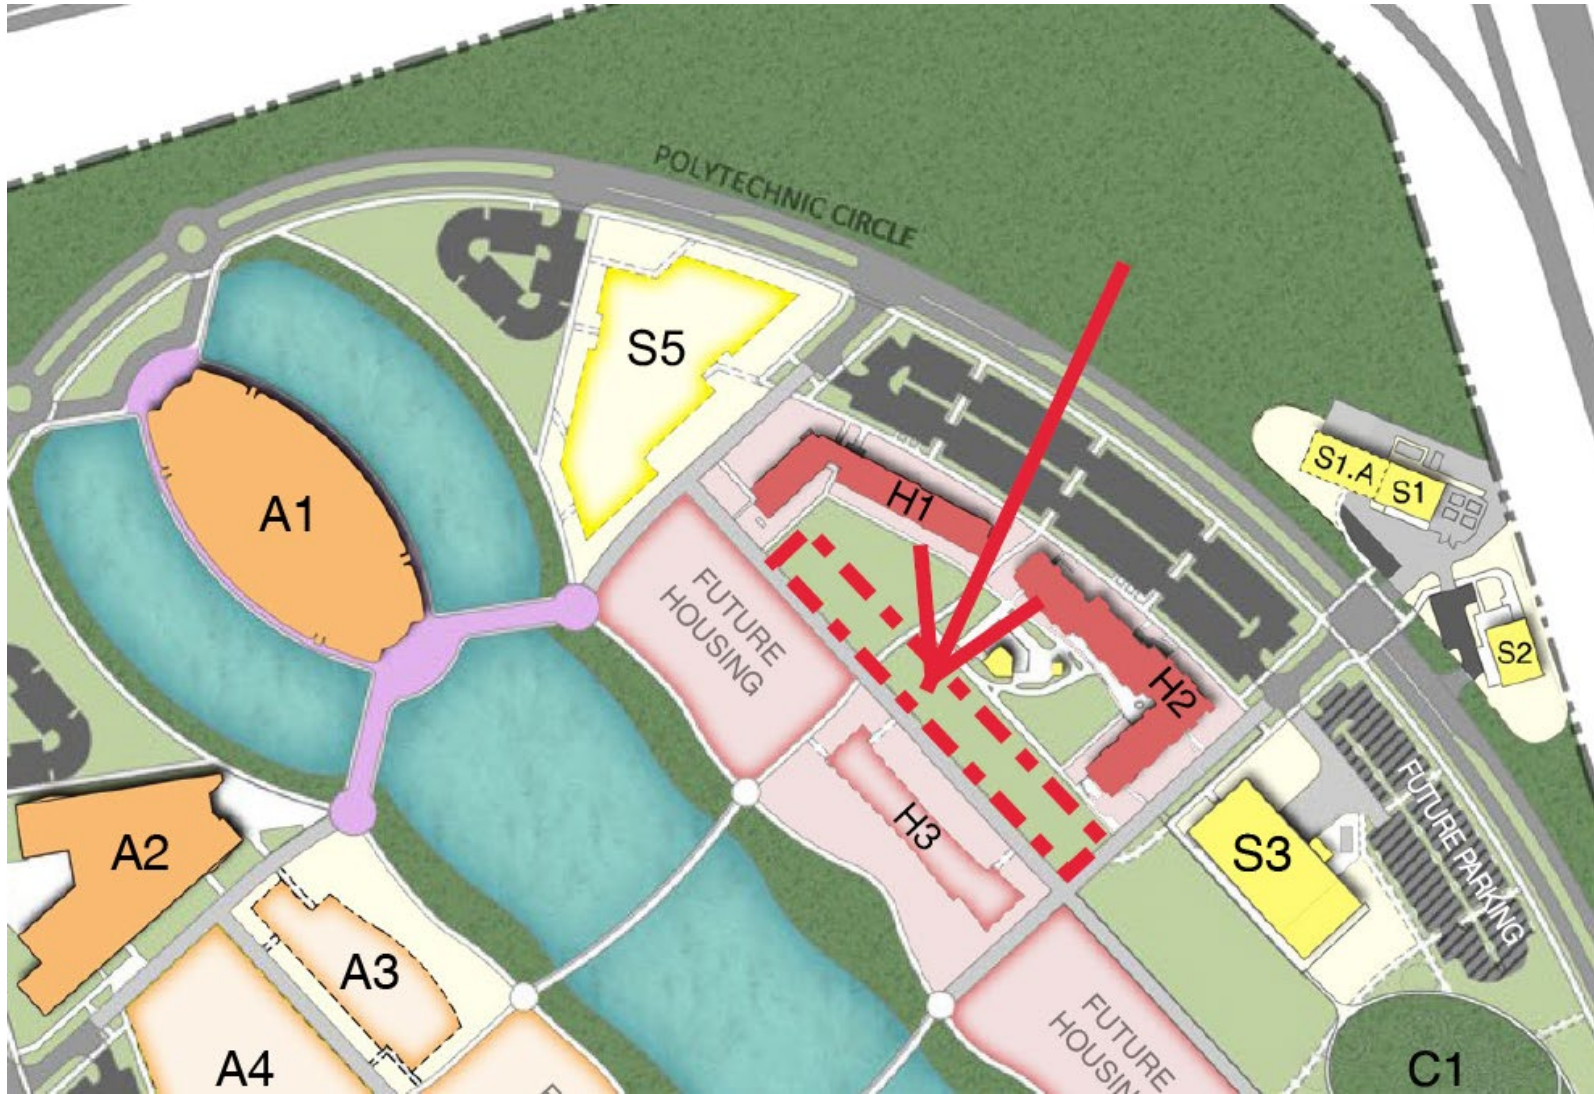 POLYTECHNIC CIRCLE
S5
S1.A
S1
H1
A1
FUTURE
HOUSING
S2
H2
FUTURE PARKING
H3
A2
S3
A3
FUTURE
HOUSIN
A4
C1